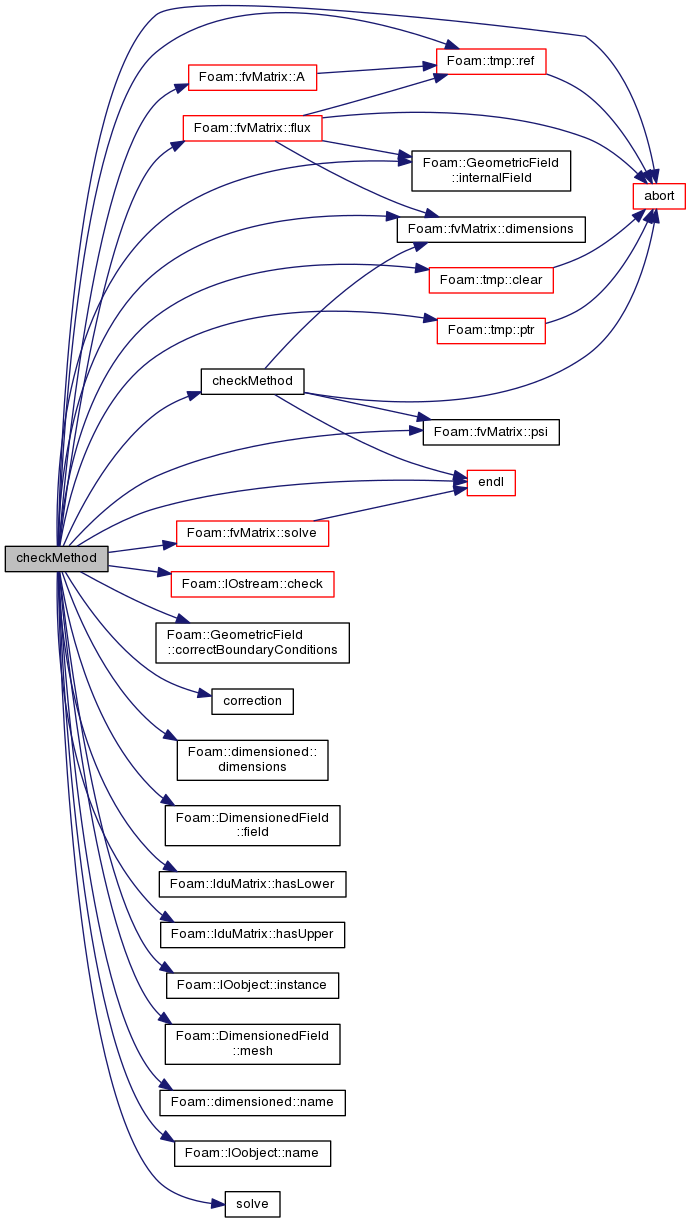 Foam::tmp::ref
Foam::fvMatrix::A
Foam::fvMatrix::flux
Foam::GeometricField
::internalField
abort
Foam::fvMatrix::dimensions
Foam::tmp::clear
Foam::tmp::ptr
checkMethod
Foam::fvMatrix::psi
endl
Foam::fvMatrix::solve
checkMethod
Foam::IOstream::check
Foam::GeometricField
::correctBoundaryConditions
correction
Foam::dimensioned::
dimensions
Foam::DimensionedField
::field
Foam::lduMatrix::hasLower
Foam::lduMatrix::hasUpper
Foam::IOobject::instance
Foam::DimensionedField
::mesh
Foam::dimensioned::name
Foam::IOobject::name
solve